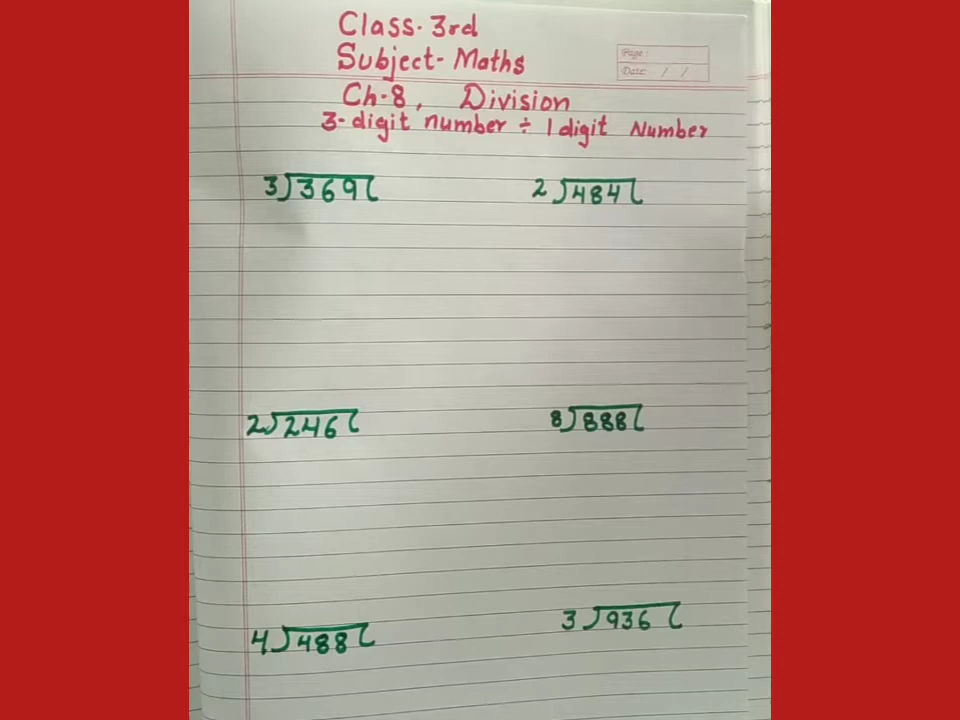 Class. 3rd
Subject- Maths
Page:
Date: / /
Ch-8, Division
3-digit number ÷ 1 digit Number
3)369(
2)484(
2)246(
8)888(
4)488(
3)936(